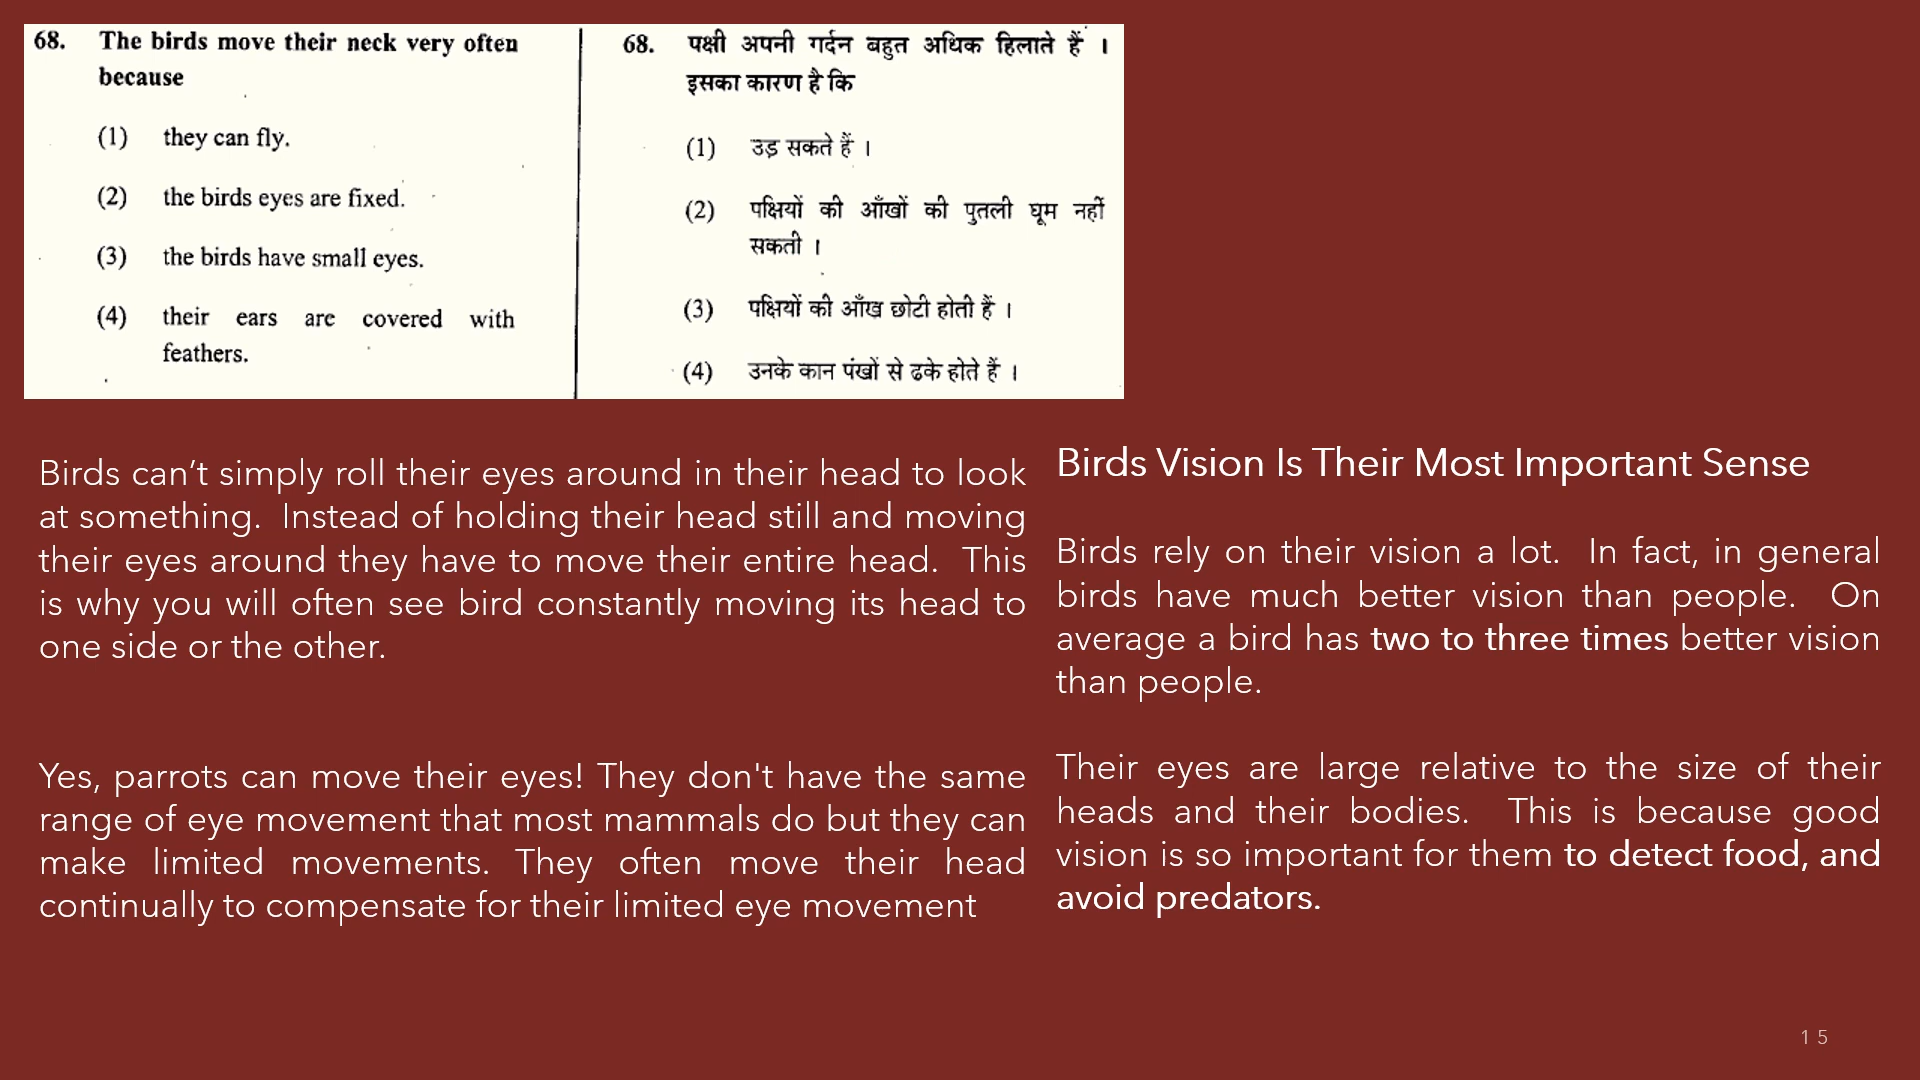 68. The birds move their neck very often
because
(1) they can fly.
(2) the birds eyes are fixed.
(3) the birds have small eyes.
(4) their ears are covered with
feathers.
68. पक्षी अपनी गर्दन बहुत अधिक हिलाते हैं ।
इसका कारण है कि
(1) उड़ सकते हैं ।
(2) पक्षियों की आँखों की पुतली घूम नहीं
सकती ।
(3) पक्षियों की आँख छोटी होती हैं ।
(4) उनके कान पंखों से ढके होते हैं ।
Birds can’t simply roll their eyes around in their head to look
at something. Instead of holding their head still and moving
their eyes around they have to move their entire head. This
is why you will often see bird constantly moving its head to
one side or the other.
Yes, parrots can move their eyes! They don't have the same
range of eye movement that most mammals do but they can
make limited movements. They often move their head
continually to compensate for their limited eye movement
Birds Vision Is Their Most Important Sense
Birds rely on their vision a lot. In fact, in general
birds have much better vision than people. On
average a bird has two to three times better vision
than people.
Their eyes are large relative to the size of their
heads and their bodies. This is because good
vision is so important for them to detect food, and
avoid predators.
15